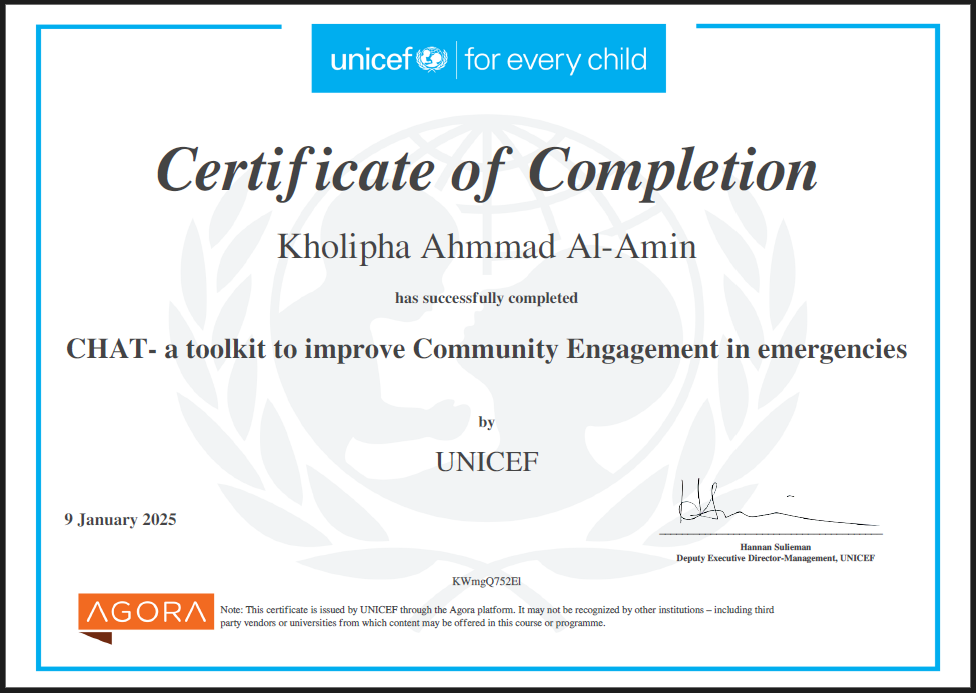 unicef for every child
Certificate of Completion
Kholipha Ahmmad Al-Amin
has successfully completed
CHAT- a toolkit to improve Community Engagement in emergencies
by
UNICEF
9 January 2025
Hannan Sulieman
Deputy Executive Director-Management, UNICEF
KWmgQ752El
AGORA
Note: This certificate is issued by UNICEF through the Agora platform. It may not be recognized by other institutions – including third
party vendors or universities from which content may be offered in this course or programme.